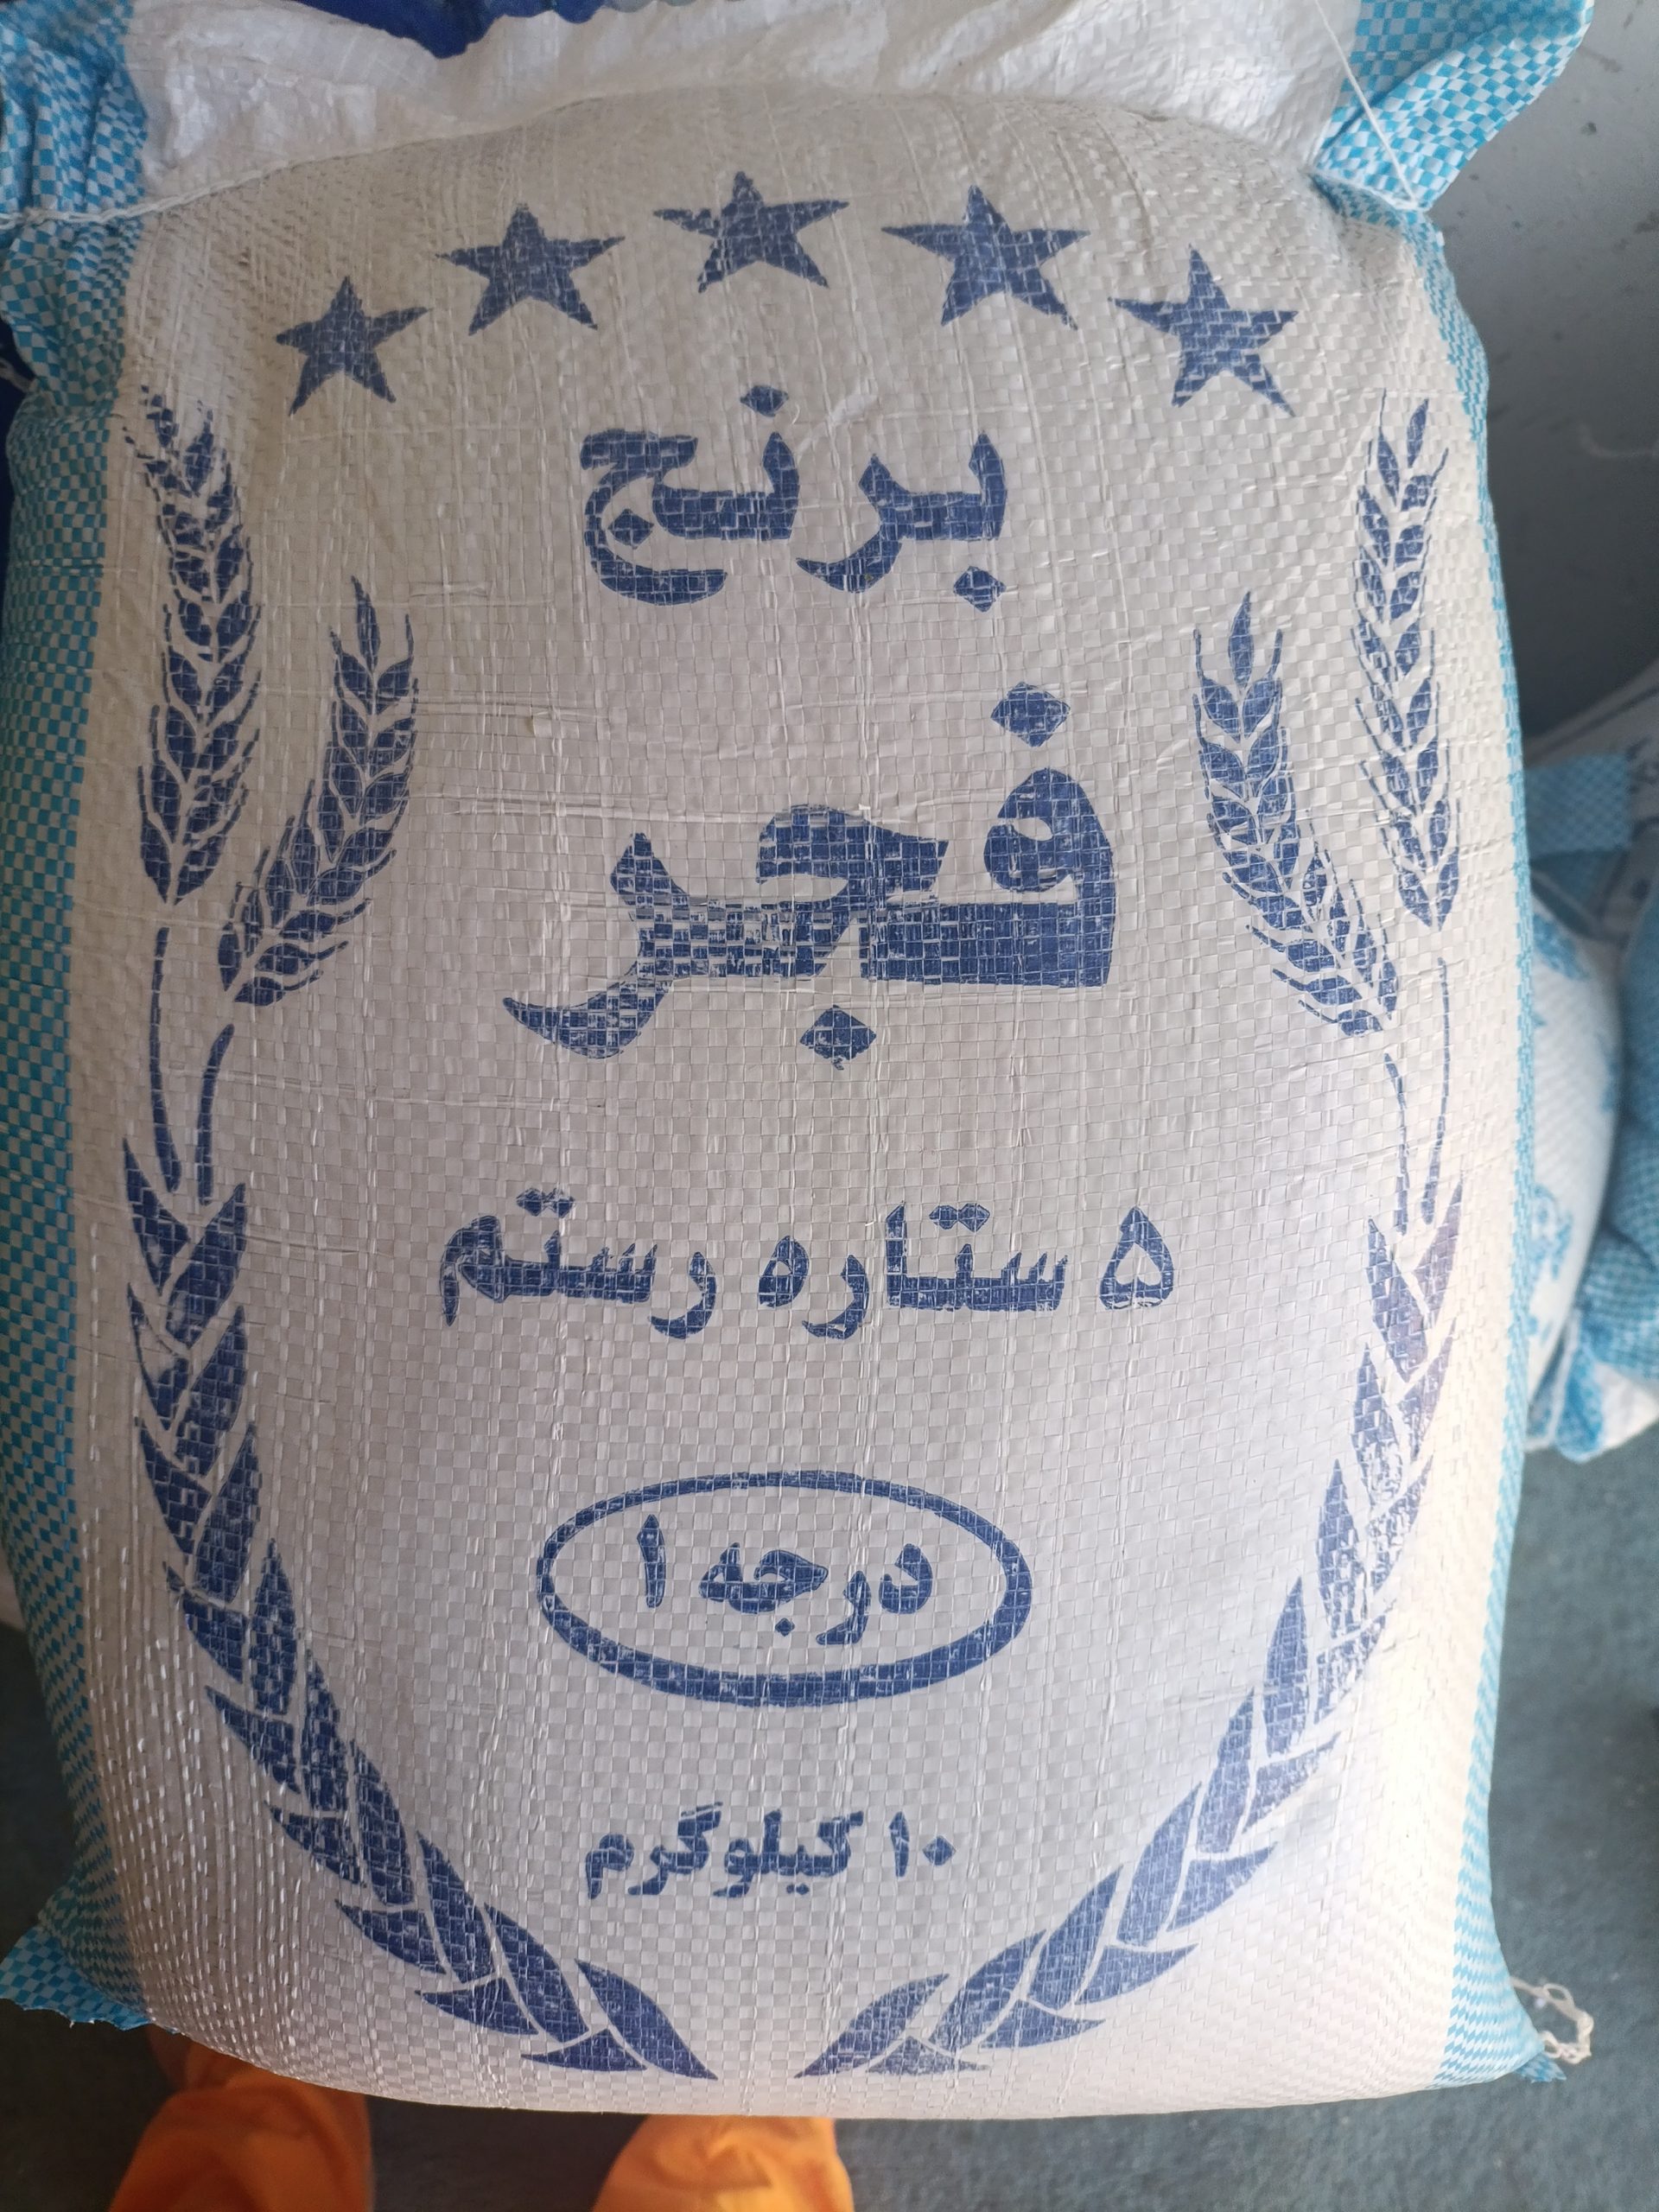 برنج
فجر
۵ ستاره رستم
درجه ۱
۱۰ کیلوگرم